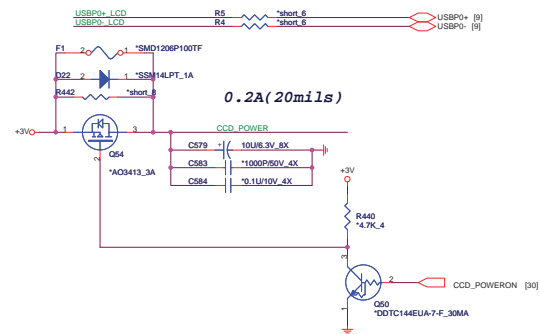 USBP0+_LCD R5 *short_6 USBP0+ [9]
USBP0-_LCD R4 *short_6 USBP0- [9]
F1 2 1 *SMD1206P100TF
D22 2 1 *SSM14LPT_1A
R442 *short_8
0.2A(20mils)
+3V 1 3 CCD_POWER
Q54
2
*AO3413_3A
C579 + 10U/6.3V_8X
C583 *1000P/50V_4X
C584 *0.1U/10V_4X
+3V
R440
*4.7K_4
3
2 CCD_POWERON [30]
1
Q50
*DDTC144EUA-7-F_30MA